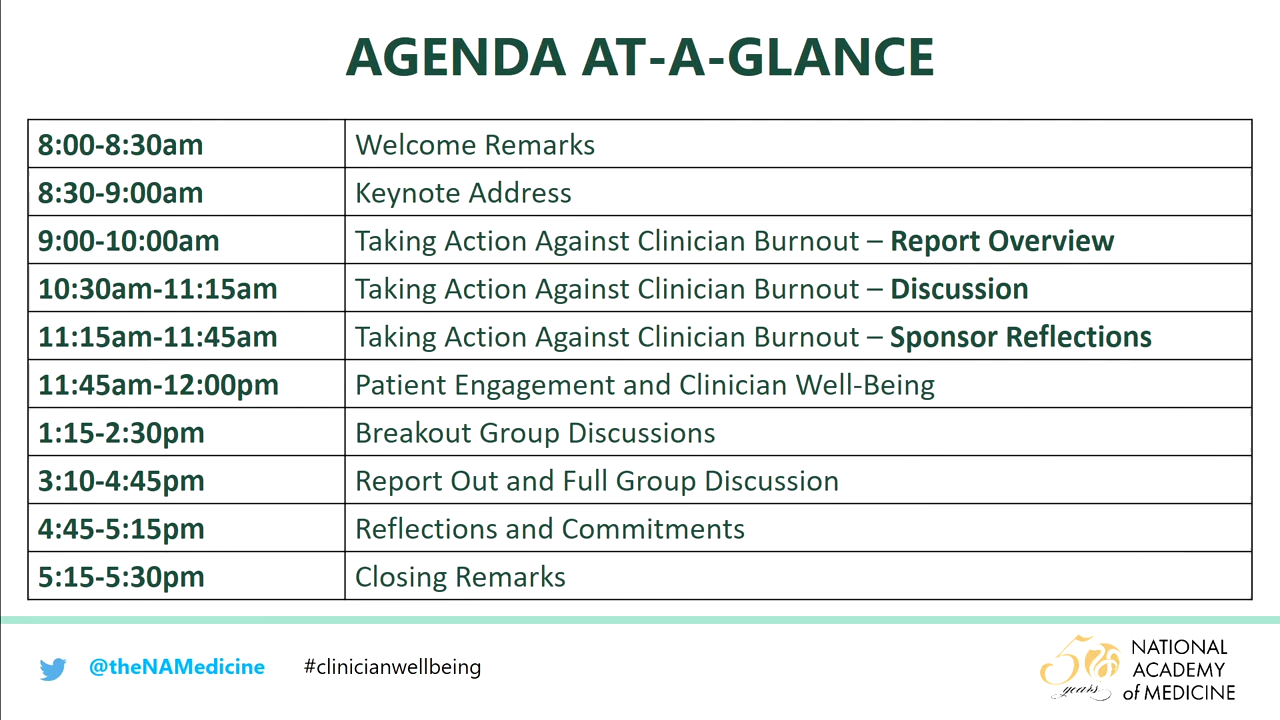 AGENDA AT-A-GLANCE
8:00-8:30am Welcome Remarks
8:30-9:00am Keynote Address
9:00-10:00am Taking Action Against Clinician Burnout – Report Overview
10:30am-11:15am Taking Action Against Clinician Burnout – Discussion
11:15am-11:45am Taking Action Against Clinician Burnout – Sponsor Reflections
11:45am-12:00pm Patient Engagement and Clinician Well-Being
1:15-2:30pm Breakout Group Discussions
3:10-4:45pm Report Out and Full Group Discussion
4:45-5:15pm Reflections and Commitments
5:15-5:30pm Closing Remarks
@theNAMedicine #clinicianwellbeing
50 years
NATIONAL
ACADEMY
of MEDICINE